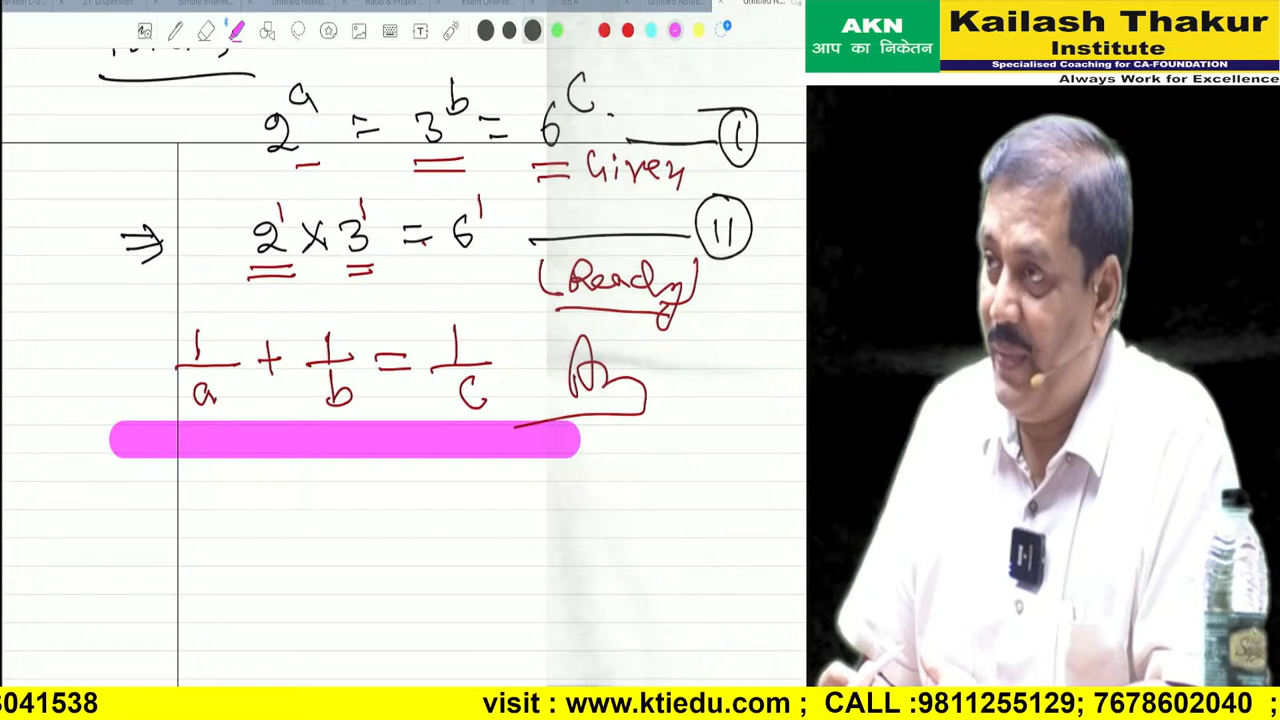 AKN
आप का निकेतन
Kailash Thakur
Institute
Specialised Coaching for CA-FOUNDATION
Always Work for Excellence
2^a = 3^b = 6^c. I
Given
⇒ 2^1 × 3^1 = 6^1 II
(Ready)
1/a + 1/b = 1/c
3041538 visit : www.ktiedu.com ; CALL :9811255129; 7678602040 ;